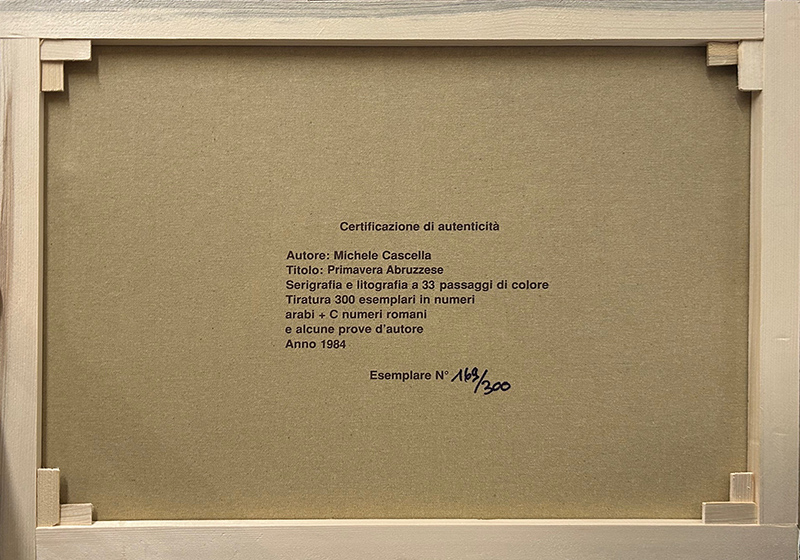 Certificazione di autenticità
Autore: Michele Cascella
Titolo: Primavera Abruzzese
Serigrafia e litografia a 33 passaggi di colore
Tiratura 300 esemplari in numeri
arabi + C numeri romani
e alcune prove d'autore
Anno 1984
Esemplare N° 169/300